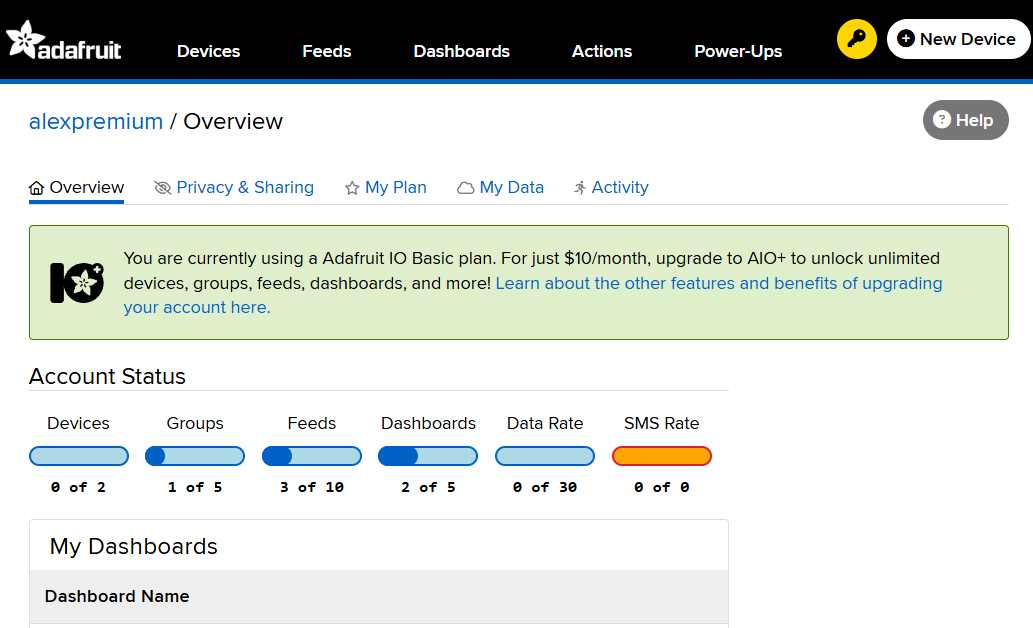 adafruit
Devices Feeds Dashboards Actions Power-Ups
New Device
alexpremium / Overview
? Help
Overview Privacy & Sharing My Plan My Data Activity
IO+
You are currently using a Adafruit IO Basic plan. For just $10/month, upgrade to AIO+ to unlock unlimited
devices, groups, feeds, dashboards, and more! Learn about the other features and benefits of upgrading
your account here.
Account Status
Devices Groups Feeds Dashboards Data Rate SMS Rate
0 of 2 1 of 5 3 of 10 2 of 5 0 of 30 0 of 0
My Dashboards
Dashboard Name